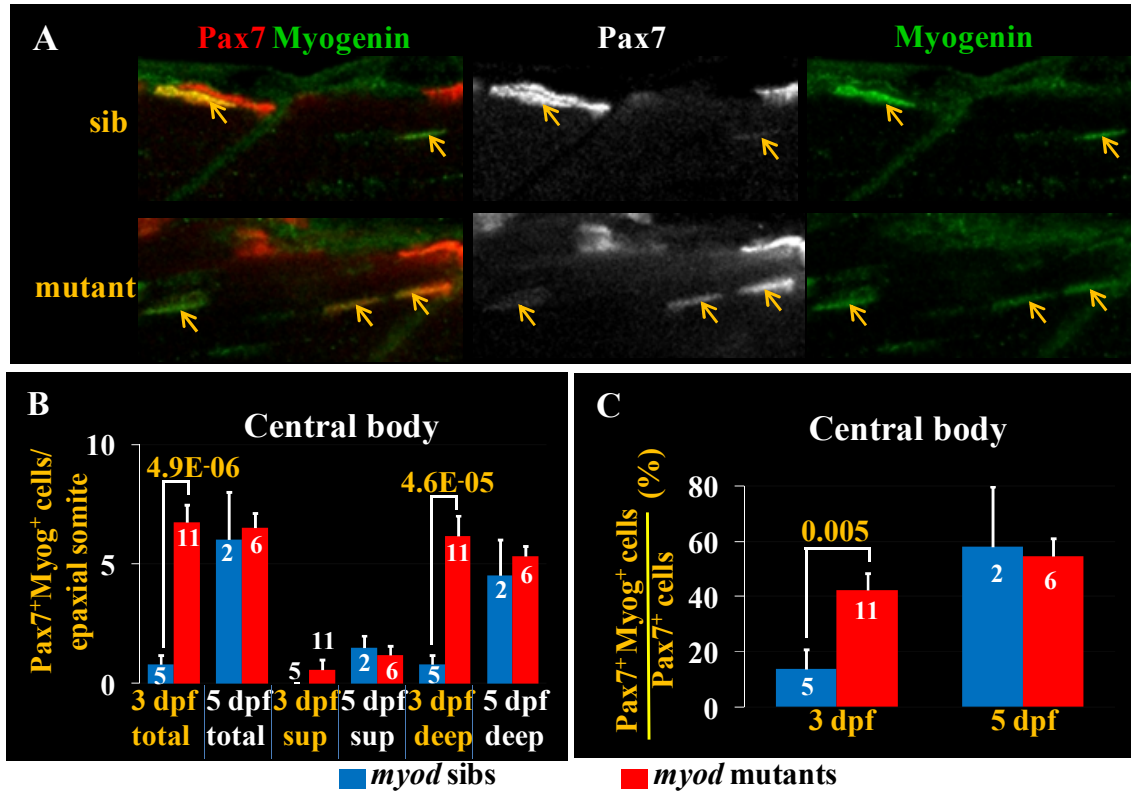 A
Pax7 Myogenin
Pax7
Myogenin
sib
mutant
B
Central body
Pax7⁺Myog⁺ cells/
epaxial somite
10
5
0
4.9E-06
4.6E-05
5
11
2
6
5
11
2
6
5
11
2
6
3 dpf
total
5 dpf
total
3 dpf
sup
5 dpf
sup
3 dpf
deep
5 dpf
deep
C
Central body
Pax7⁺Myog⁺ cells
Pax7⁺ cells
(%)
80
60
40
20
0
0.005
5
11
2
6
3 dpf
5 dpf
myod sibs
myod mutants